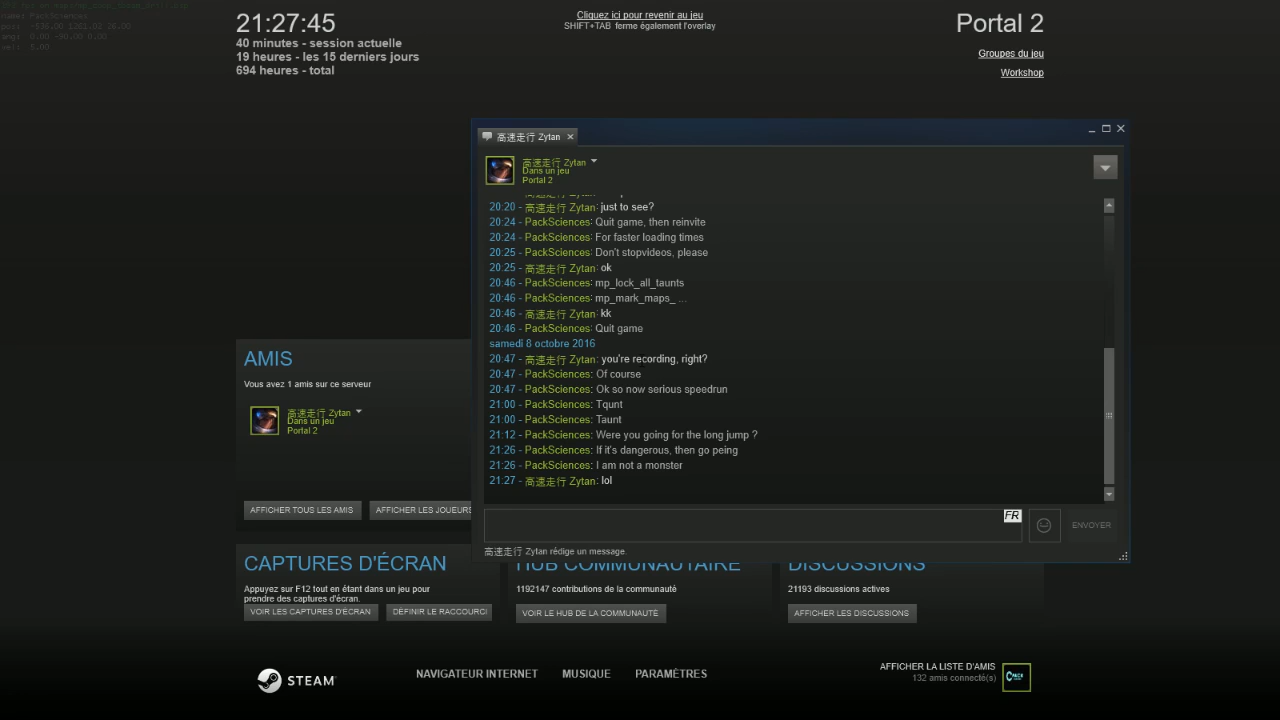 name: PackSciences
21:27:45
40 minutes - session actuelle
19 heures - les 15 derniers jours
694 heures - total
Cliquez ici pour revenir au jeu
SHIFT+TAB ferme également l'overlay
Portal 2
Groupes du jeu
Workshop
高速走行 Zytan
高速走行 Zytan
Dans un jeu
Portal 2
20:20 - 高速走行 Zytan: just to see?
20:24 - PackSciences: Quit game, then reinvite
20:24 - PackSciences: For faster loading times
20:25 - PackSciences: Don't stopvideos, please
20:25 - 高速走行 Zytan: ok
20:46 - PackSciences: mp_lock_all_taunts
20:46 - PackSciences: mp_mark_maps_ ...
20:46 - 高速走行 Zytan: kk
20:46 - PackSciences: Quit game
samedi 8 octobre 2016
20:47 - 高速走行 Zytan: you're recording, right?
20:47 - PackSciences: Of course
20:47 - PackSciences: Ok so now serious speedrun
21:00 - PackSciences: Tqunt
21:00 - PackSciences: Taunt
21:12 - PackSciences: Were you going for the long jump ?
21:26 - PackSciences: If it's dangerous, then go peing
21:26 - PackSciences: I am not a monster
21:27 - 高速走行 Zytan: lol
FR
ENVOYER
高速走行 Zytan rédige un message.
AMIS
Vous avez 1 amis sur ce serveur
高速走行 Zytan
Dans un jeu
Portal 2
AFFICHER TOUS LES AMIS
AFFICHER LES JOUEURS
CAPTURES D'ÉCRAN
Appuyez sur F12 tout en étant dans un jeu pour
prendre des captures d'écran.
VOIR LES CAPTURES D'ÉCRAN
DÉFINIR LE RACCOURCI
HUB COMMUNAUTAIRE
1192147 contributions de la communauté
VOIR LE HUB DE LA COMMUNAUTÉ
DISCUSSIONS
21193 discussions actives
AFFICHER LES DISCUSSIONS
STEAM
NAVIGATEUR INTERNET
MUSIQUE
PARAMÈTRES
AFFICHER LA LISTE D'AMIS
132 amis connecté(s)